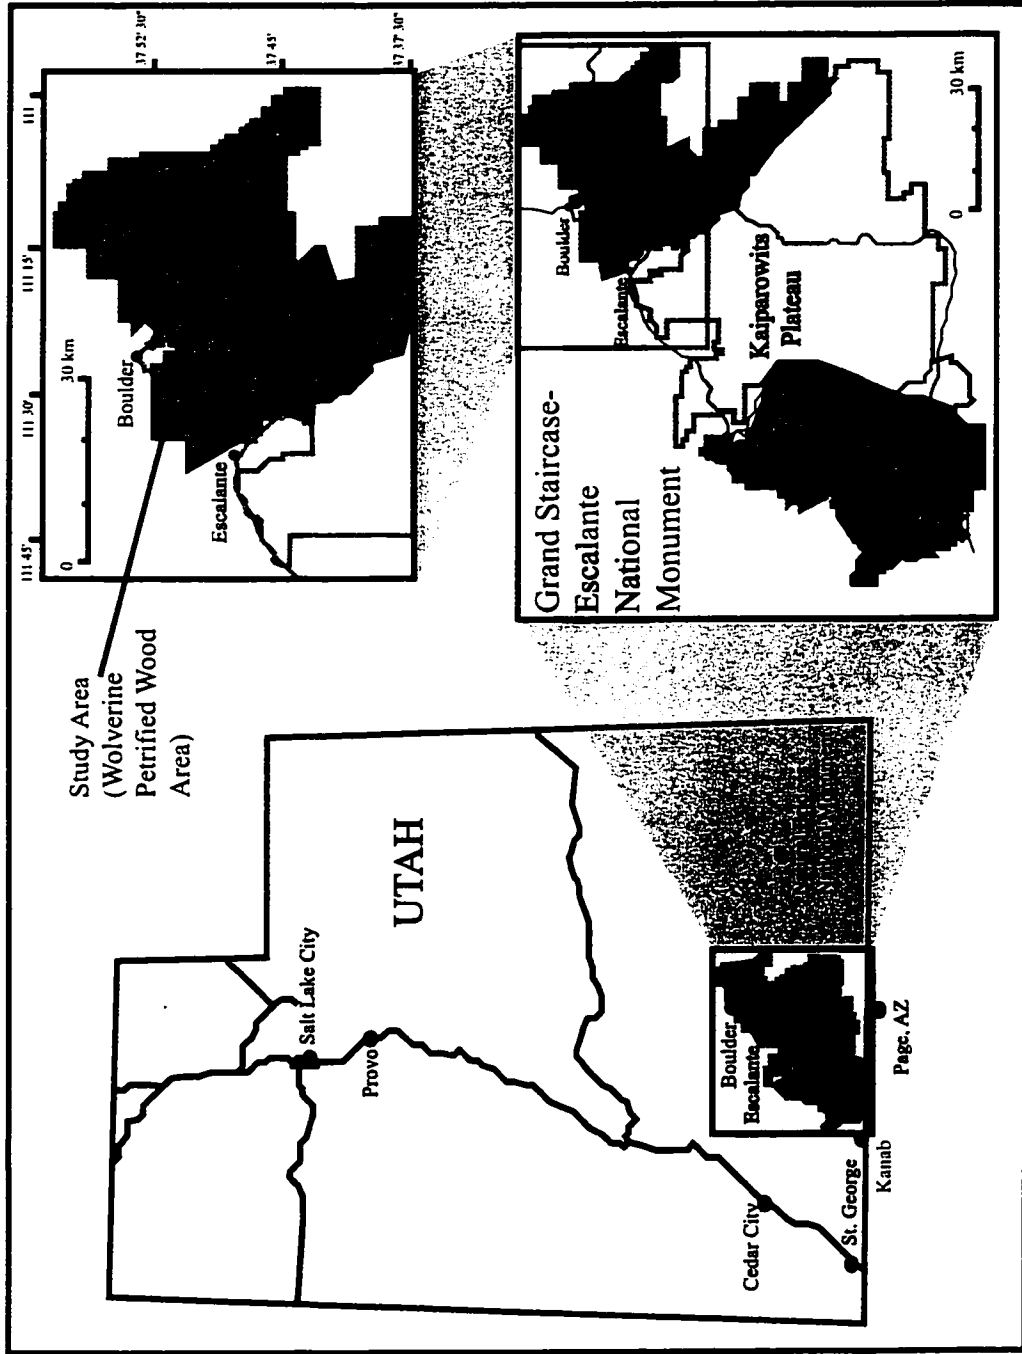 Study Area
(Wolverine
Petrified Wood
Area)
111 45'
111 30'
111 15'
111
37 52' 30"
37 45'
37 37' 30
0
30 km
Boulder
Escalante
UTAH
Salt Lake City
Provo
Cedar City
St. George
Kanab
Page, AZ
Boulder
Escalante
Grand Staircase-
Escalante
National
Monument
Boulder
Escalante
Kaiparowits
Plateau
0
30 km